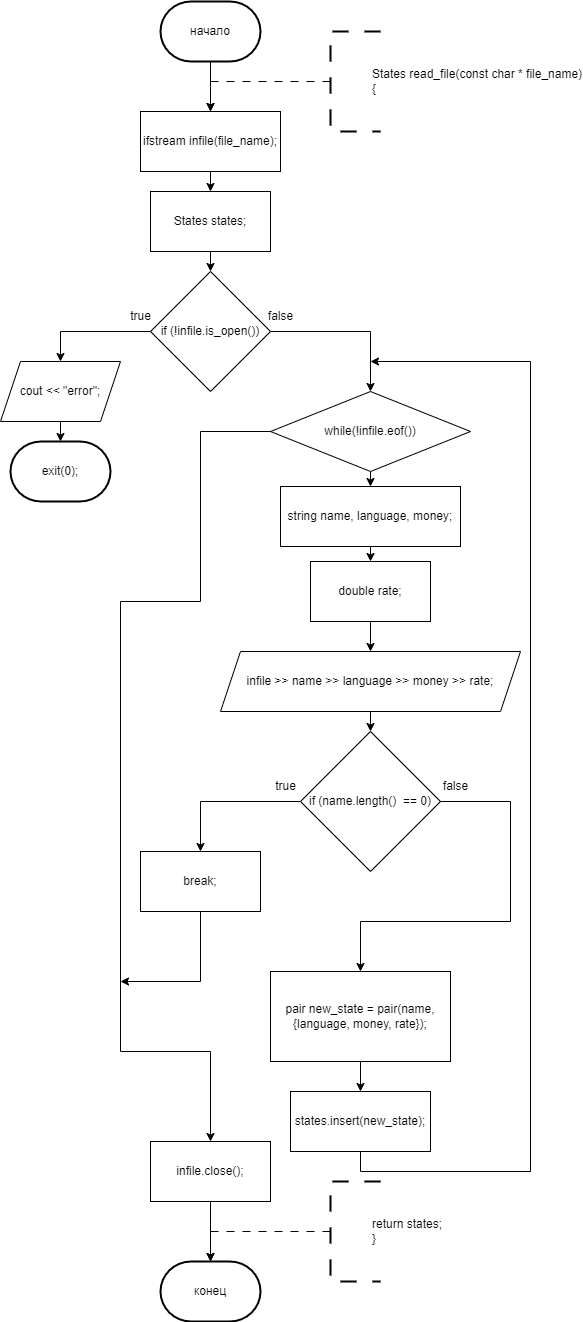 начало
States read_file(const char * file_name)
{
ifstream infile(file_name);
States states;
true
false
if (!infile.is_open())
cout << "error";
exit(0);
while(!infile.eof())
string name, language, money;
double rate;
infile >> name >> language >> money >> rate;
true
false
if (name.length()  == 0)
break;
pair new_state = pair(name,
{language, money, rate});
states.insert(new_state);
infile.close();
return states;
}
конец